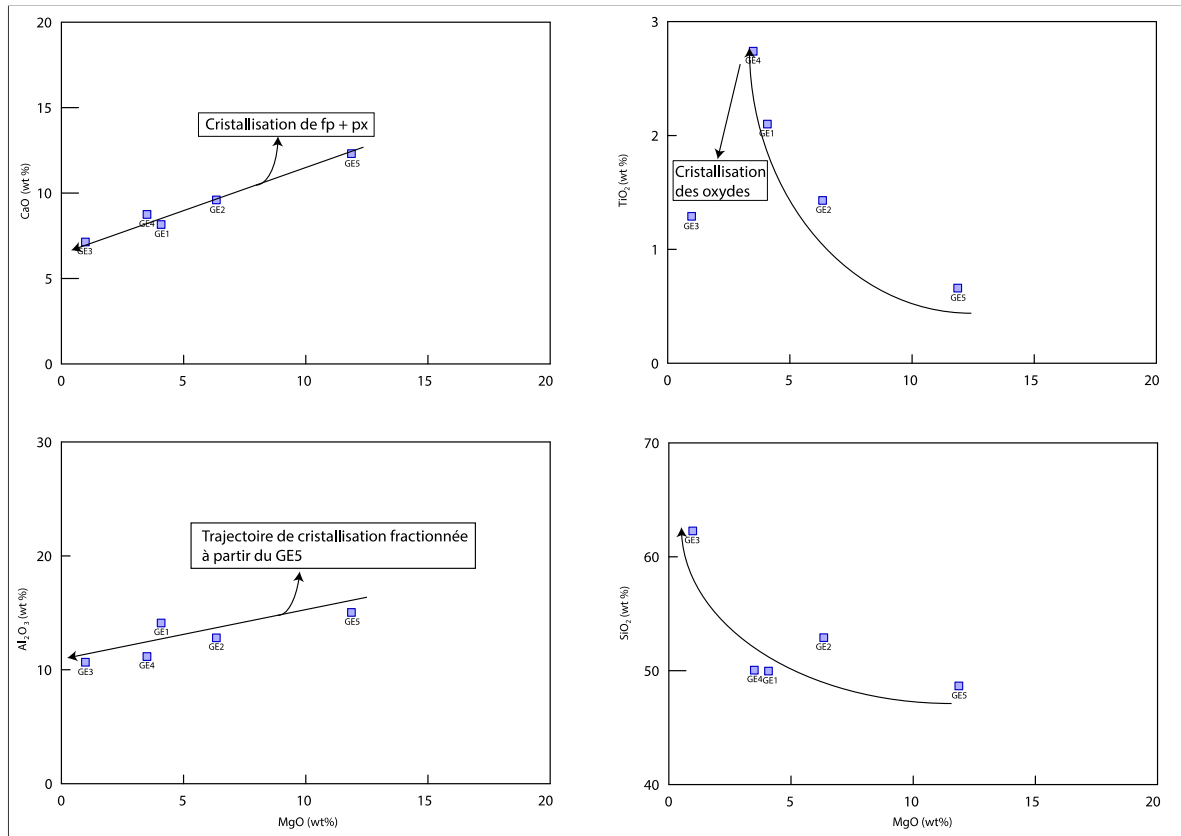 20
15
10
5
0
CaO (wt %)
Cristallisation de fp + px
GE5
GE2
GE4
GE1
GE3
0
5
10
15
20
3
2
1
0
TiO2 (wt %)
GE4
GE1
Cristallisation
des oxydes
GE3
GE2
GE5
0
5
10
15
20
30
20
10
0
Al2O3 (wt %)
Trajectoire de cristallisation fractionnée
à partir du GE5
GE1
GE5
GE2
GE4
GE3
0
5
10
15
20
MgO (wt%)
70
60
50
40
SiO2 (wt %)
GE3
GE2
GE4
GE1
GE5
0
5
10
15
20
MgO (wt%)